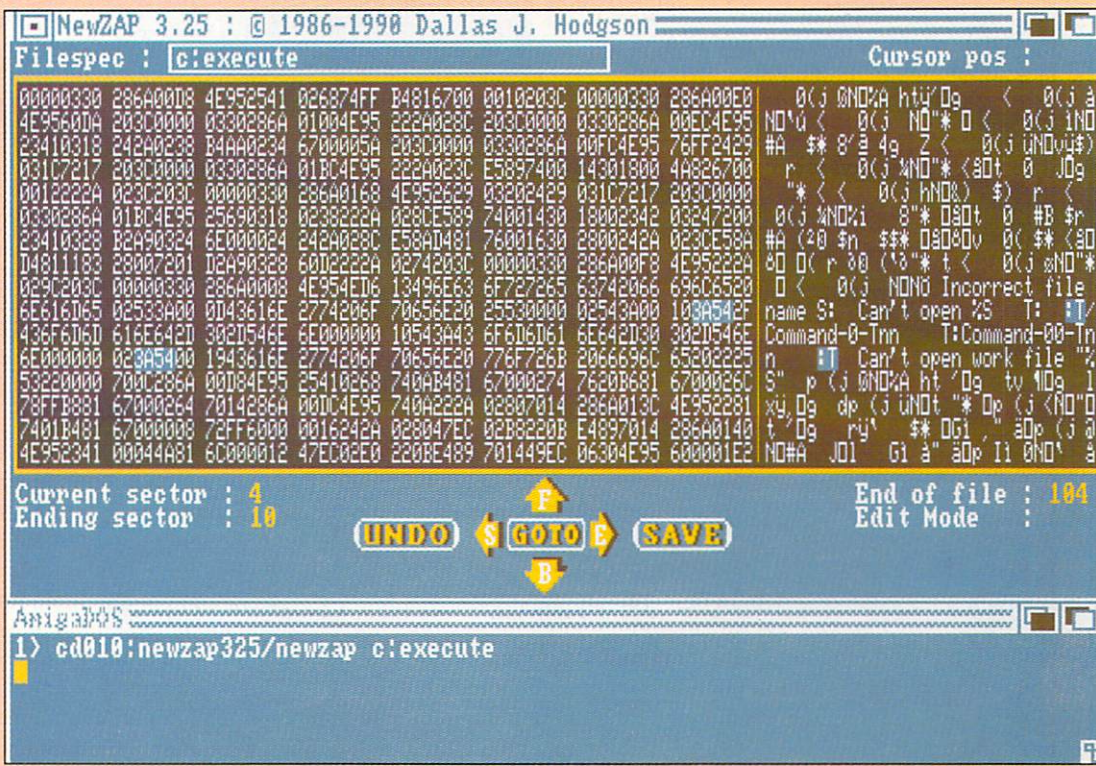 NewZAP 3.25 : © 1986-1990 Dallas J. Hodgson
Filespec : c:execute
Cursor pos :
00000330 286A00D8 4E952541 026874FF B4816700 0010203C 00000330 286A00E0
4E9560DA 203C0000 0330286A 01004E95 222A028C 203C0000 0330286A 00EC4E95
23410318 242A0238 B4AA0234 6700005A 203C0000 0330286A 00FC4E95 76FF2429
031C7217 203C0000 0330286A 01BC4E95 222A023C E5897400 14301800 4A826700
0012222A 023C203C 00000330 286A0168 4E952629 03202429 031C7217 203C0000
0330286A 01BC4E95 25690318 0238222A 028CE589 74001430 18002342 03247200
23410328 B2A90324 6E000024 242A028C E58AD481 76001630 2800242A 023CE58A
D4811183 28007201 D2A90328 60D2222A 0274203C 00000330 286A00F8 4E95222A
029C203C 00000330 286A0008 4E954ED6 13496E63 6F727265 63742066 696C6520 Incorrect file
6E616D65 02533A00 0D43616E 2774206F 70656E20 25530000 02543A00 103A542F name S: Can't open %S T: :T/
436F6D6D 616E642D 302D546E 6E000000 10543A43 6F6D6D61 6E642D30 302D546E Command-0-Tnn T:Command-00-Tn
6E000000 023A5400 1943616E 2774206F 70656E20 776F726B 2066696C 65202225 n :T Can't open work file "%
53220000 700C286A 00D84E95 25410268 740AB481 67000274 7620B681 6700026C
78FFB881 67000264 7014286A 00DC4E95 740A222A 02807014 286A013C 4E952281
7401B481 67000008 72FF6000 0016242A 028047EC 02B8220B E4897014 286A0140
4E952341 00044A81 6C000012 47EC02E0 220BE489 701449EC 06304E95 600001E2
Current sector : 4
Ending sector : 10
UNDO
F
S GOTO E
B
SAVE
End of file : 104
Edit Mode :
AmigaDOS
1> cd010:newzap325/newzap c:execute